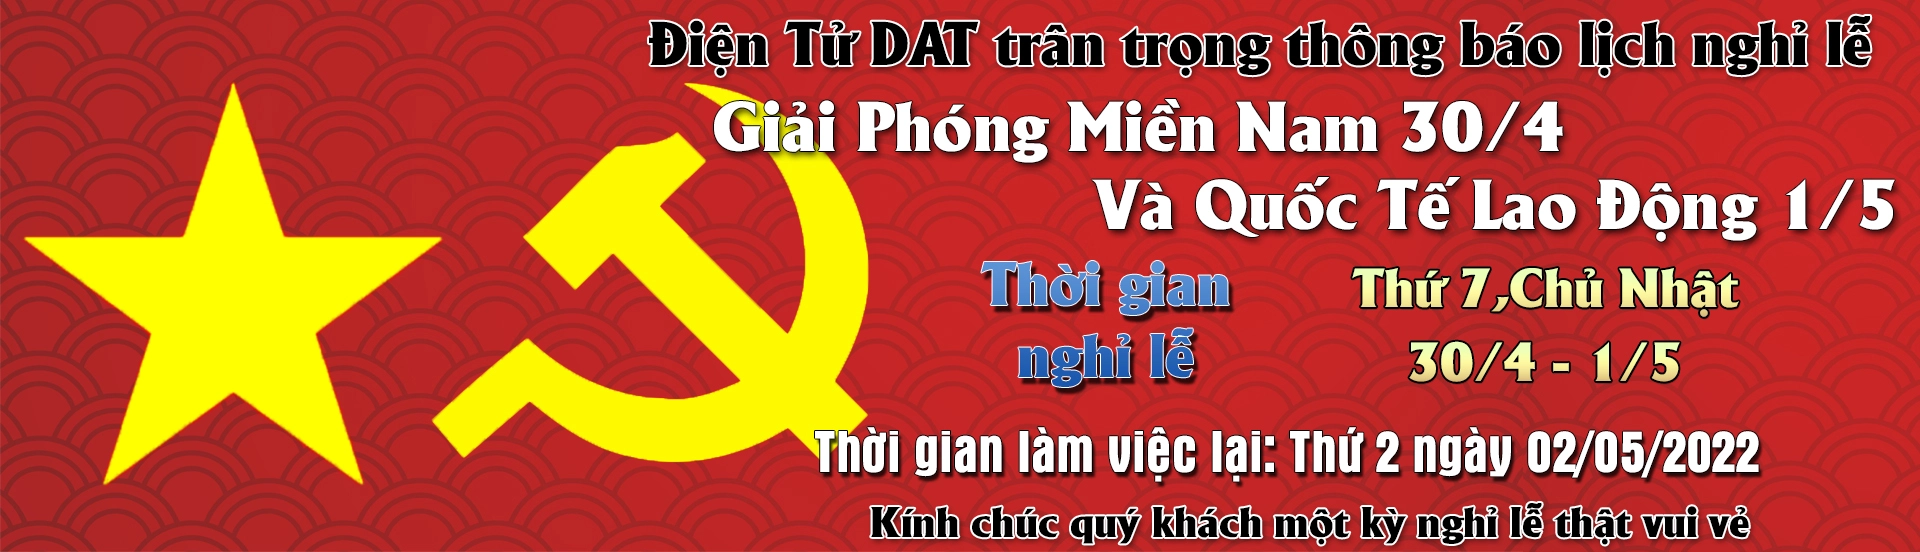 Điện Tử DAT trân trọng thông báo lịch nghỉ lễ
Giải Phóng Miền Nam 30/4
Và Quốc Tế Lao Động 1/5
Thời gian
nghỉ lễ
Thứ 7,Chủ Nhật
30/4 - 1/5
Thời gian làm việc lại: Thứ 2 ngày 02/05/2022
Kính chúc quý khách một kỳ nghỉ lễ thật vui vẻ